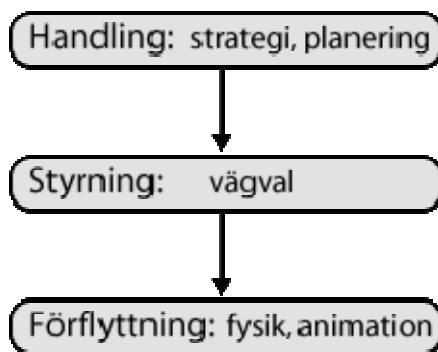 Handling: strategi, planering
Styrning: vägval
Förflyttning: fysik, animation